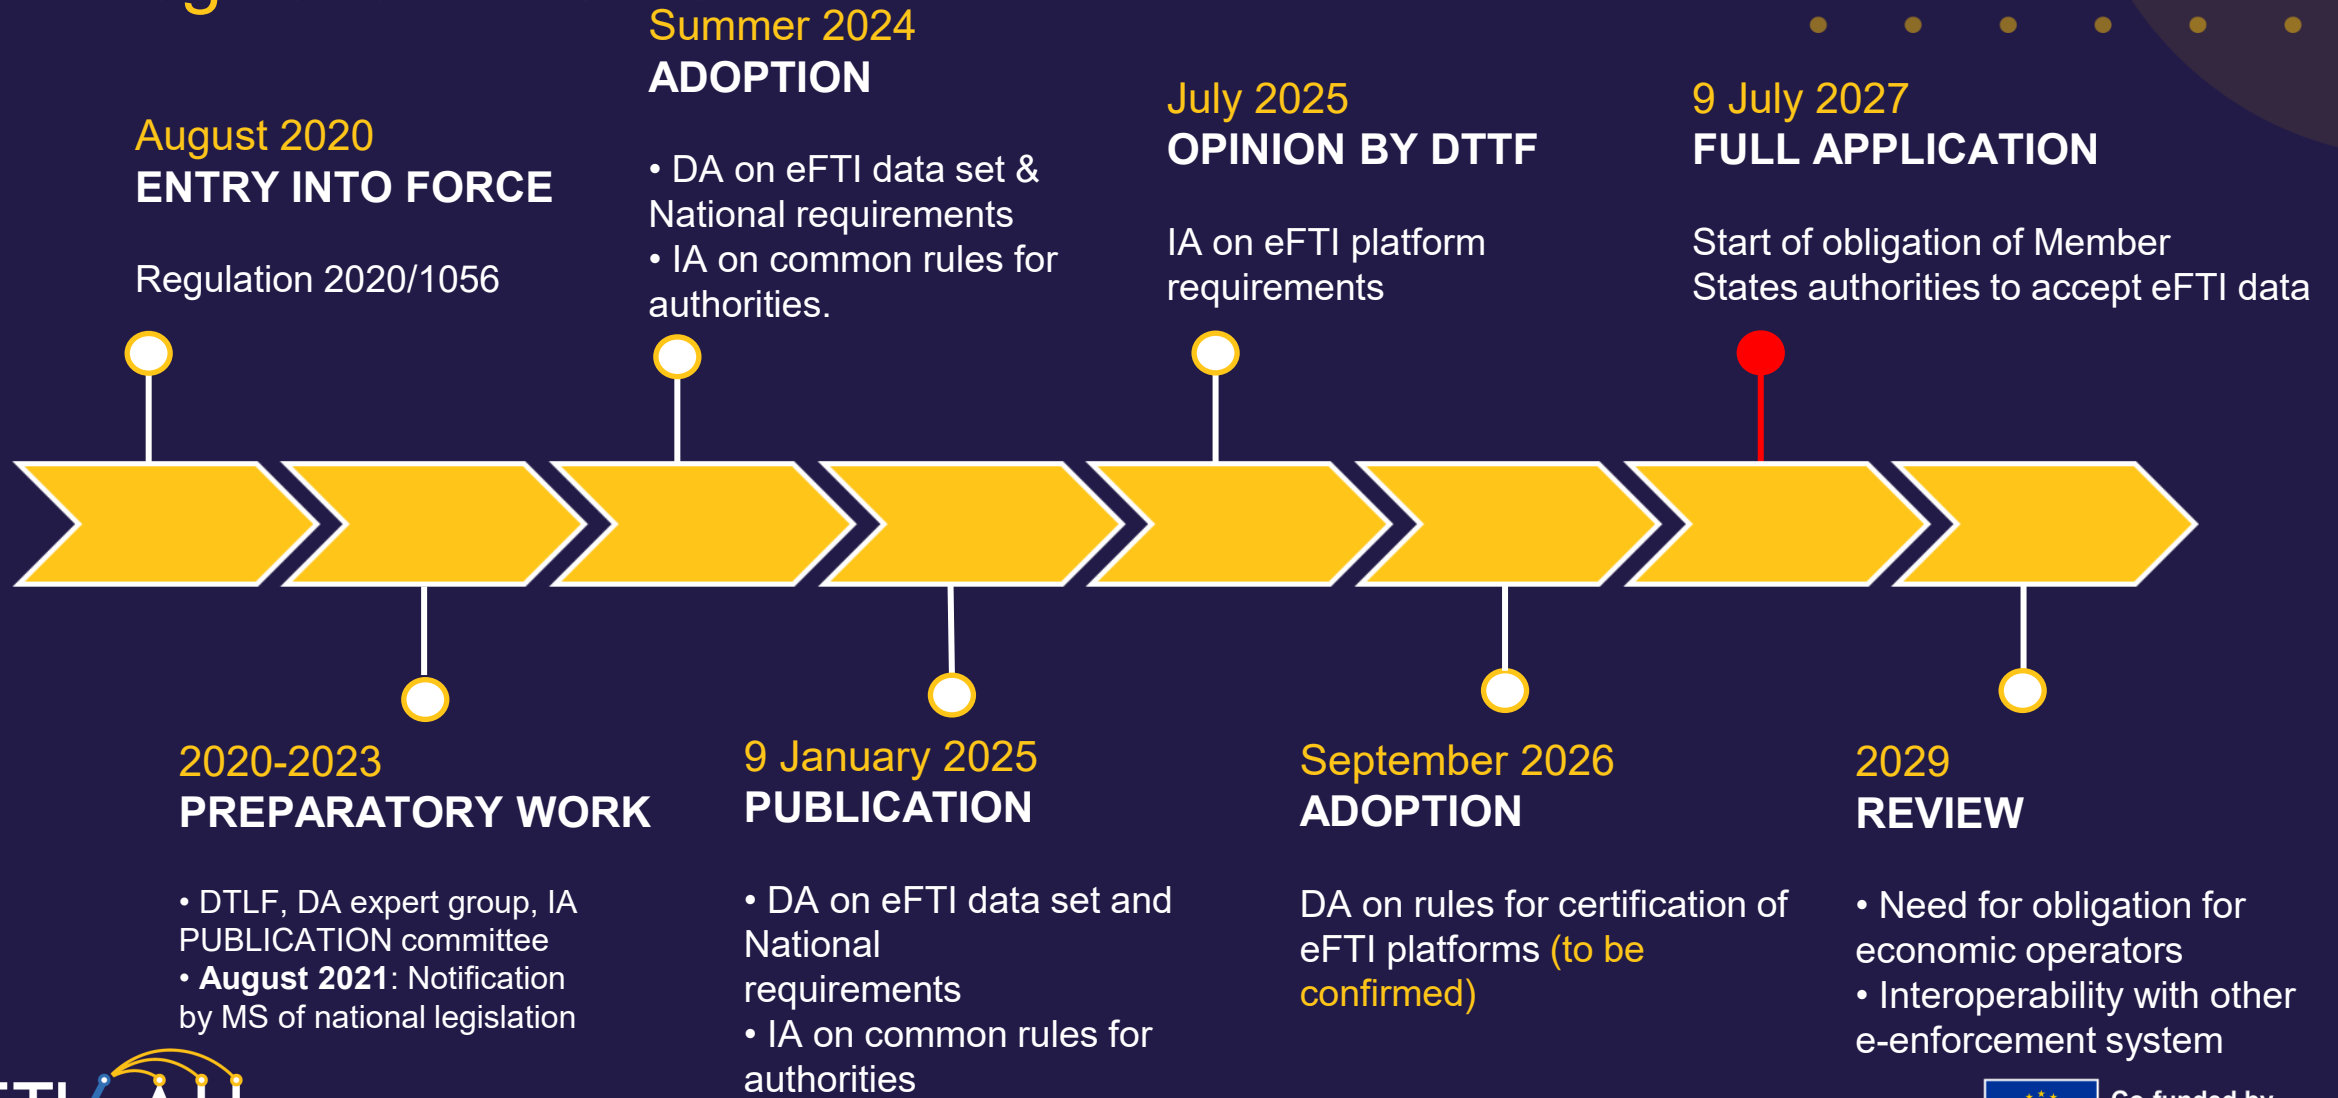 August 2020
ENTRY INTO FORCE
Regulation 2020/1056
Summer 2024
ADOPTION
• DA on eFTI data set &
National requirements
• IA on common rules for
authorities.
July 2025
OPINION BY DTTF
IA on eFTI platform
requirements
9 July 2027
FULL APPLICATION
Start of obligation of Member
States authorities to accept eFTI data
2020-2023
PREPARATORY WORK
• DTLF, DA expert group, IA
PUBLICATION committee
• August 2021: Notification
by MS of national legislation
9 January 2025
PUBLICATION
• DA on eFTI data set and
National
requirements
• IA on common rules for
authorities
September 2026
ADOPTION
DA on rules for certification of
eFTI platforms (to be
confirmed)
2029
REVIEW
• Need for obligation for
economic operators
• Interoperability with other
e-enforcement system
Co-funded by